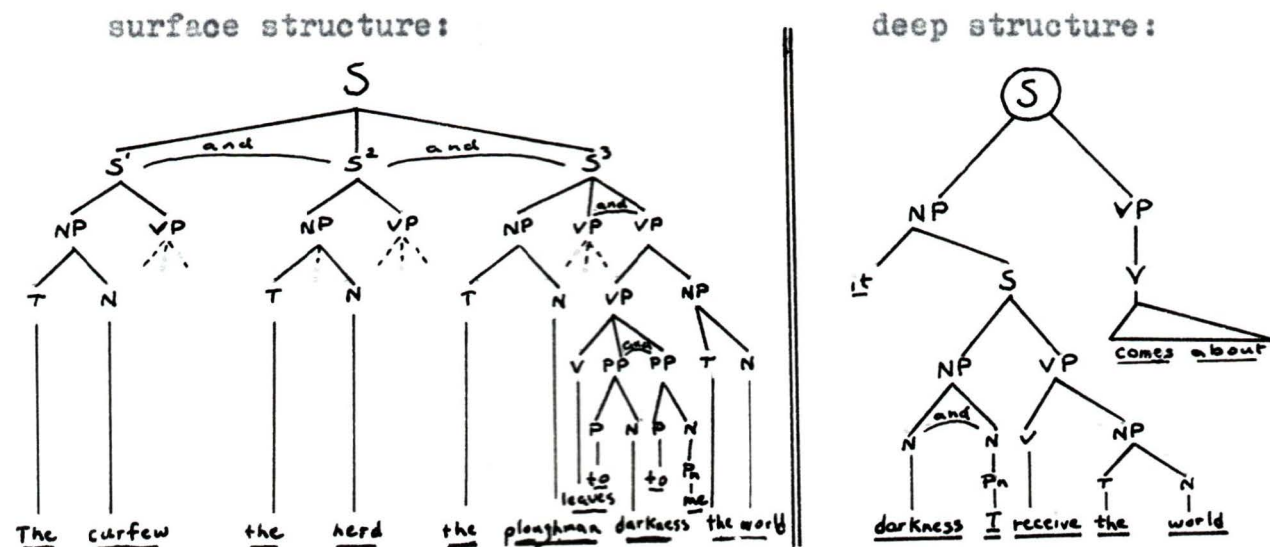 surface structure: deep structure:
S S
and and
S¹ S² S³ NP VP
and
NP VP NP VP NP VP VP
it S V
T N T N T N VP NP
comes about
and
V PP PP T N NP VP
and
P N P N N N V NP
to to Pn Pn T N
leaves me
The curfew the herd the ploughman darkness the world darkness I receive the world